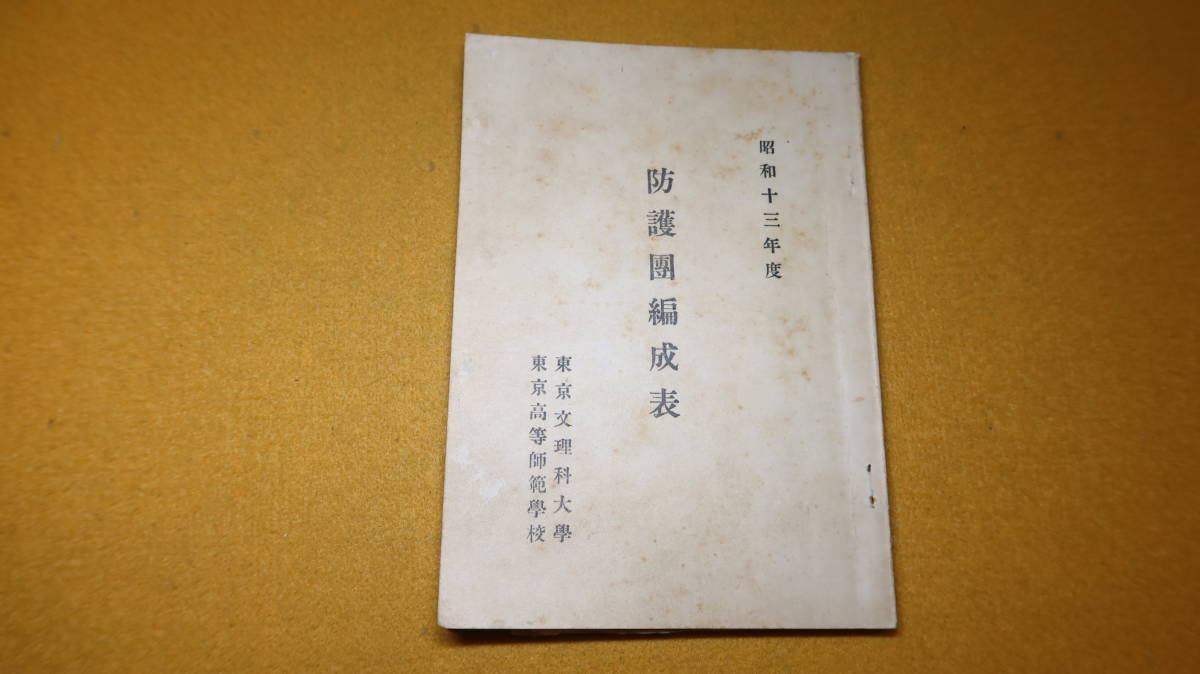 昭和十三年度
防護團編成表
東京文理科大學
東京高等師範學校